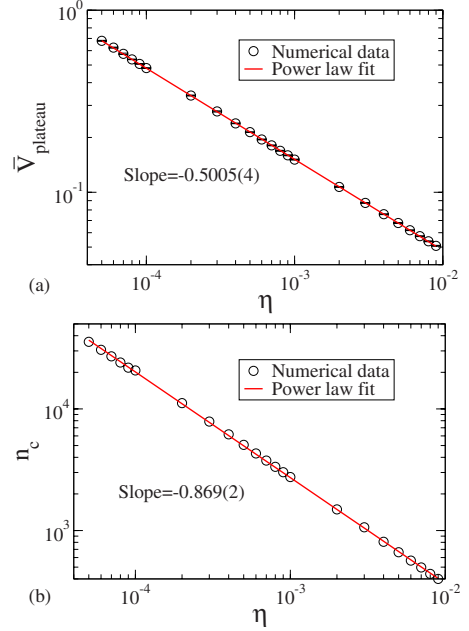 10^0
Numerical data
Power law fit
V̄_plateau
10^-1
Slope=-0.5005(4)
10^-4
10^-3
10^-2
(a)
η
Numerical data
Power law fit
10^4
n_c
Slope=-0.869(2)
10^3
10^-4
10^-3
10^-2
(b)
η